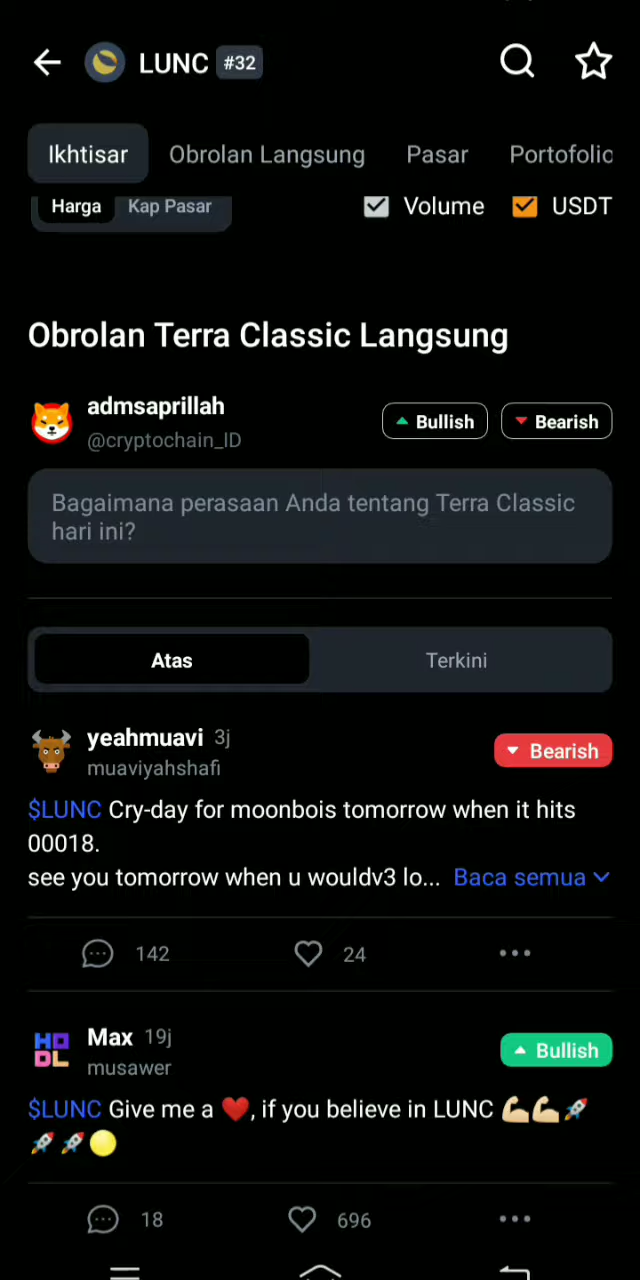 LUNC #32
Ikhtisar Obrolan Langsung Pasar Portofolio
Harga Kap Pasar Volume USDT
Obrolan Terra Classic Langsung
admsaprillah
@cryptochain_ID
Bullish Bearish
Bagaimana perasaan Anda tentang Terra Classic
hari ini?
Atas Terkini
yeahmuavi 3j
muaviyahshafi
Bearish
$LUNC Cry-day for moonbois tomorrow when it hits
00018.
see you tomorrow when u wouldv3 lo... Baca semua
142 24
HODL
Max 19j
musawer
Bullish
$LUNC Give me a ❤️, if you believe in LUNC 💪💪🚀
🚀🚀🟡
18 696